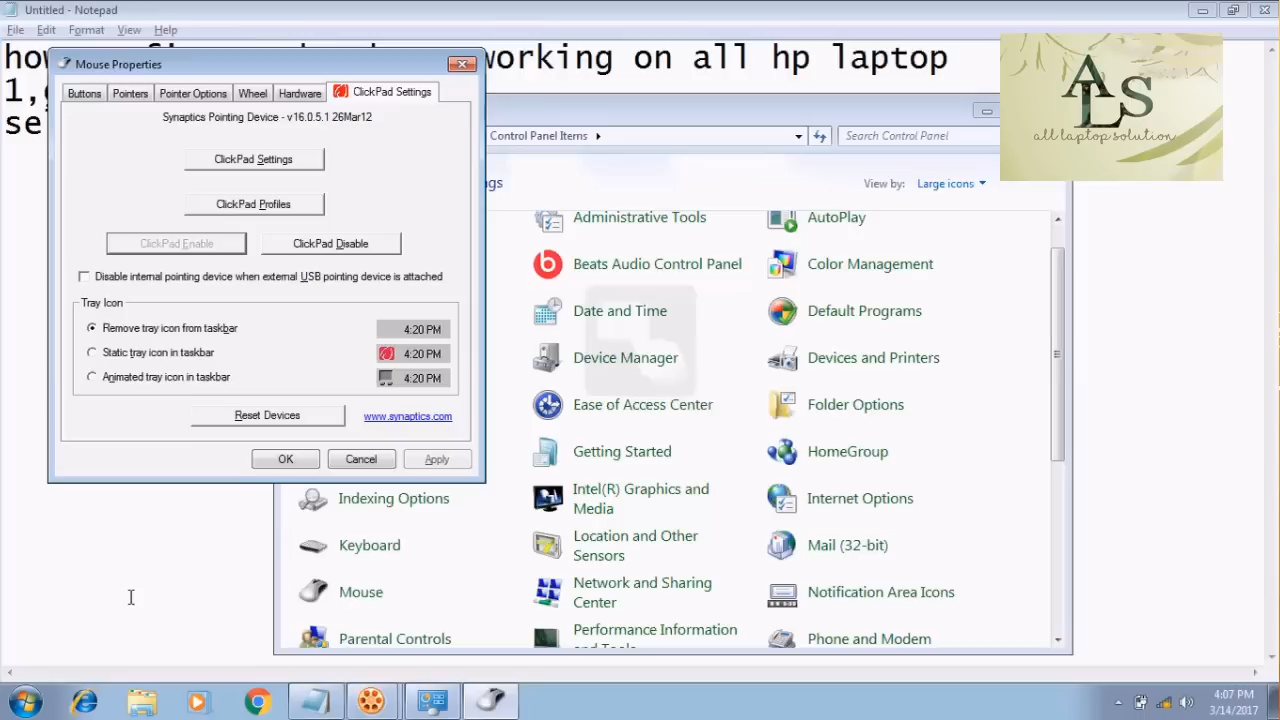 Untitled - Notepad
File Edit Format View Help
how working on all hp laptop
1,
se
Mouse Properties
Buttons Pointers Pointer Options Wheel Hardware ClickPad Settings
Synaptics Pointing Device - v16.0.5.1 26Mar12
ClickPad Settings
ClickPad Profiles
ClickPad Enable ClickPad Disable
Disable internal pointing device when external USB pointing device is attached
Tray Icon
Remove tray icon from taskbar 4:20 PM
Static tray icon in taskbar 4:20 PM
Animated tray icon in taskbar 4:20 PM
Reset Devices www.synaptics.com
OK Cancel Apply
ALS
all laptop solution
Control Panel Items Search Control Panel
ngs View by: Large icons
Administrative Tools AutoPlay
Beats Audio Control Panel Color Management
Date and Time Default Programs
Device Manager Devices and Printers
Ease of Access Center Folder Options
Getting Started HomeGroup
Indexing Options Intel(R) Graphics and
Media Internet Options
Keyboard Location and Other
Sensors Mail (32-bit)
Mouse Network and Sharing
Center Notification Area Icons
Parental Controls Performance Information
and Tools Phone and Modem
4:07 PM
3/14/2017